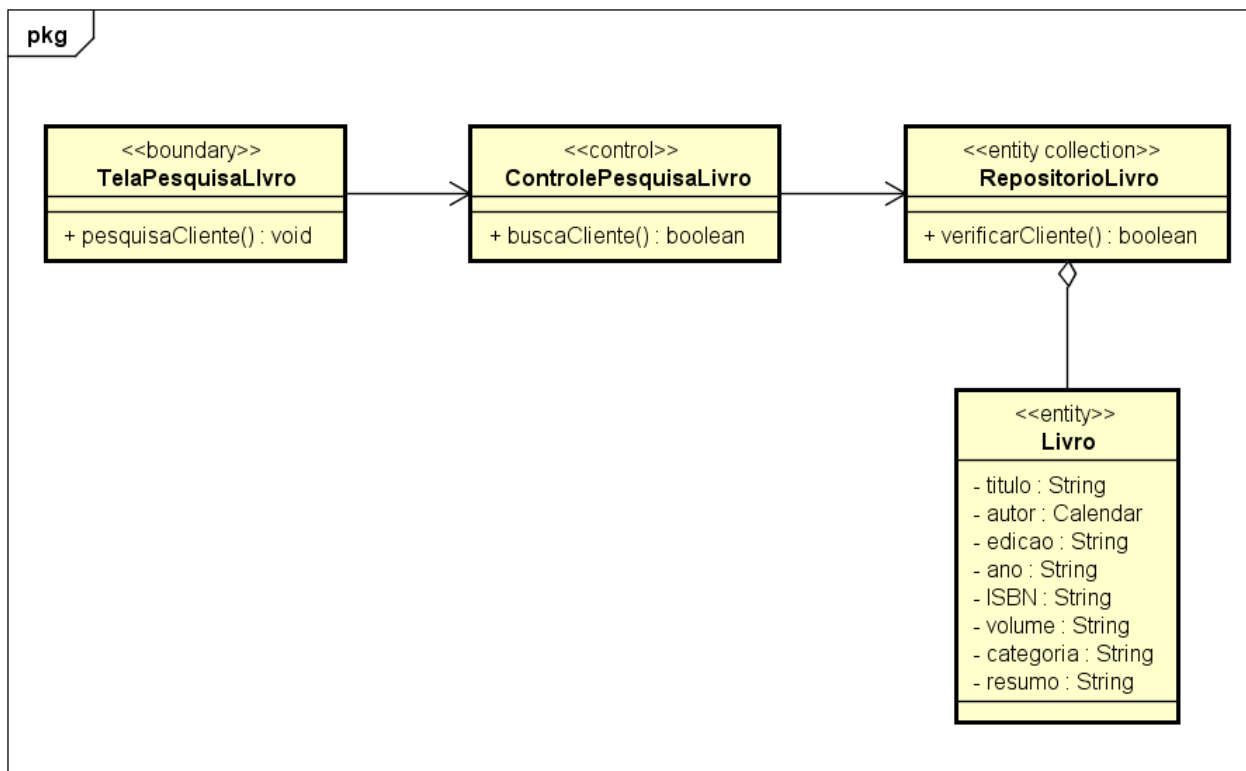 pkg
<<boundary>>
TelaPesquisaLIvro
+ pesquisaCliente() : void
<<control>>
ControlePesquisaLivro
+ buscaCliente() : boolean
<<entity collection>>
RepositorioLivro
+ verificarCliente() : boolean
<<entity>>
Livro
- titulo : String
- autor : Calendar
- edicao : String
- ano : String
- ISBN : String
- volume : String
- categoria : String
- resumo : String